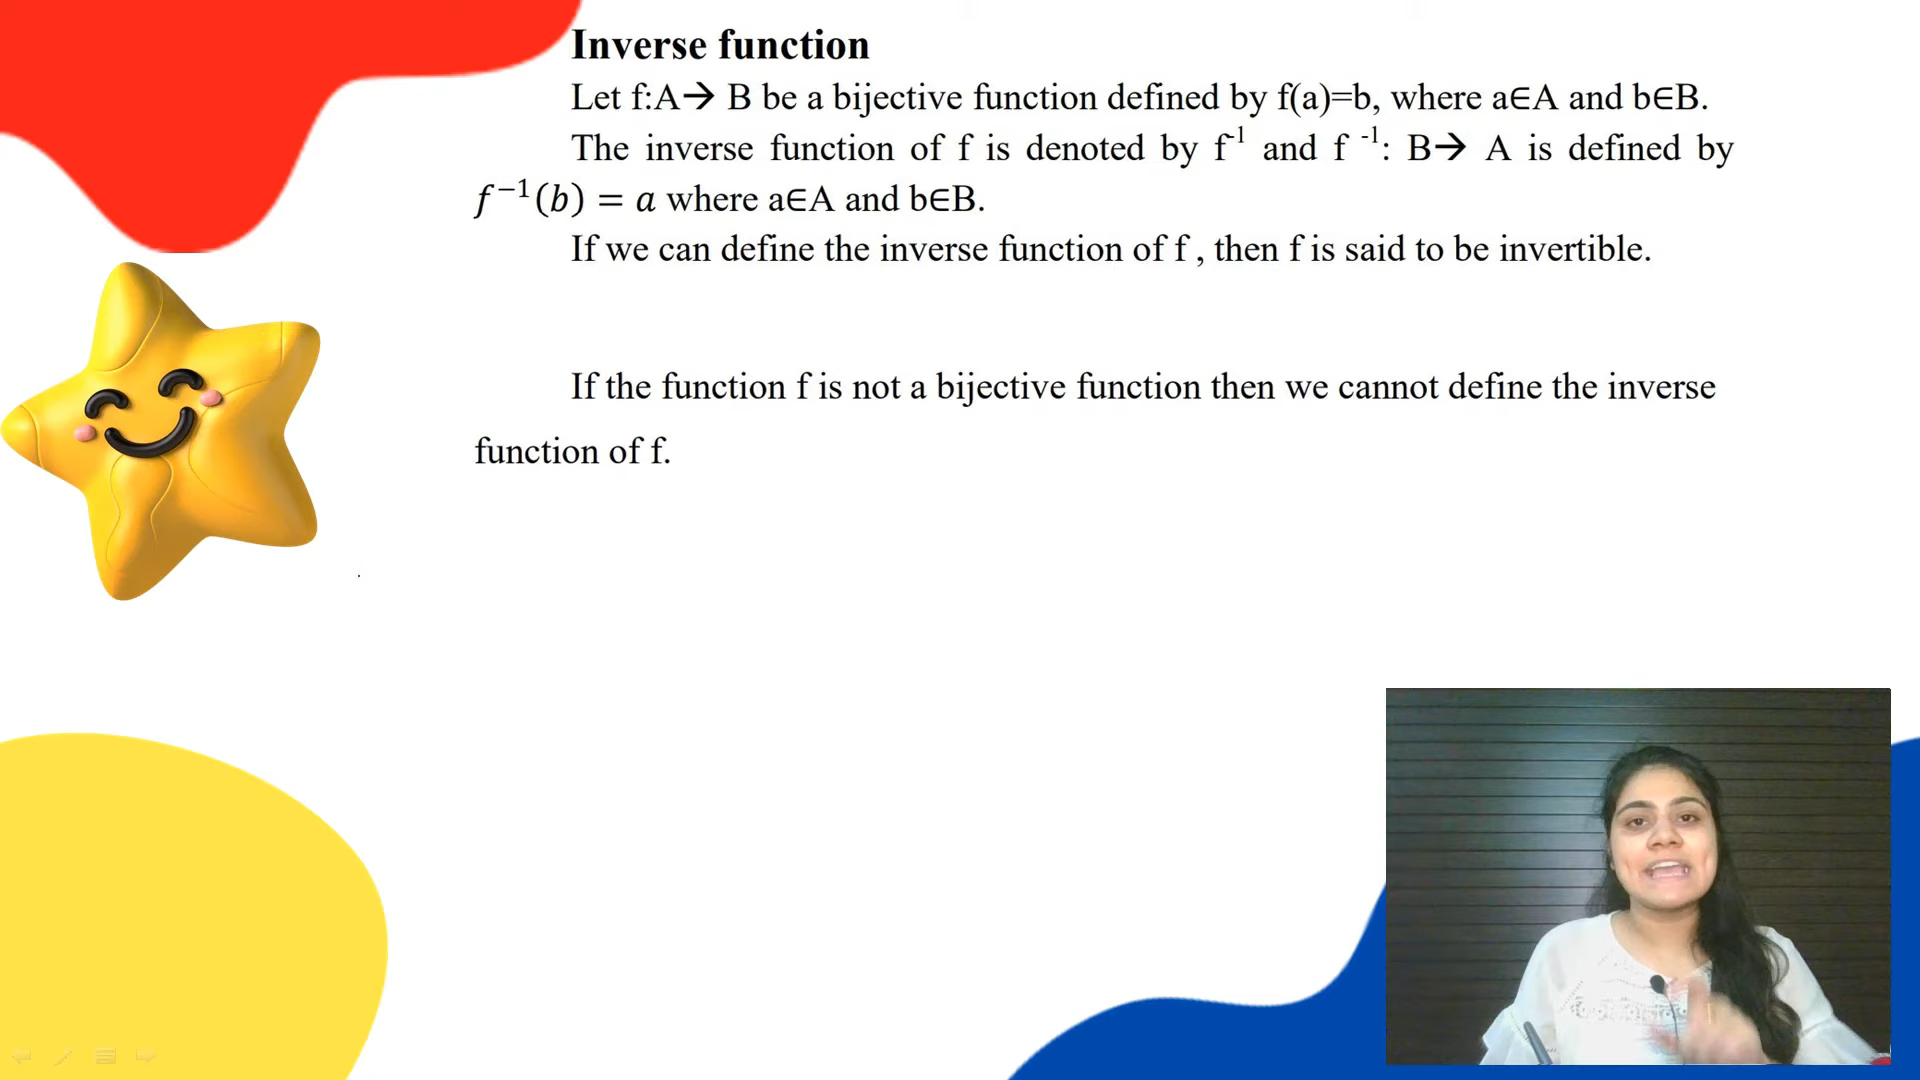 Inverse function
Let f:A→ B be a bijective function defined by f(a)=b, where a∈A and b∈B.
The inverse function of f is denoted by f⁻¹ and f ⁻¹: B→ A is defined by
f⁻¹(b) = a where a∈A and b∈B.
If we can define the inverse function of f , then f is said to be invertible.
If the function f is not a bijective function then we cannot define the inverse
function of f.